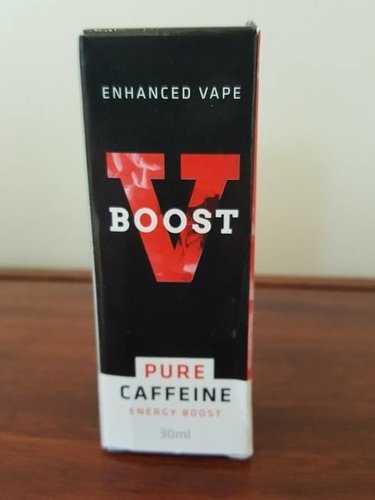 ENHANCED VAPE
V
BOOST
PURE
CAFFEINE
ENERGY BOOST
30ml